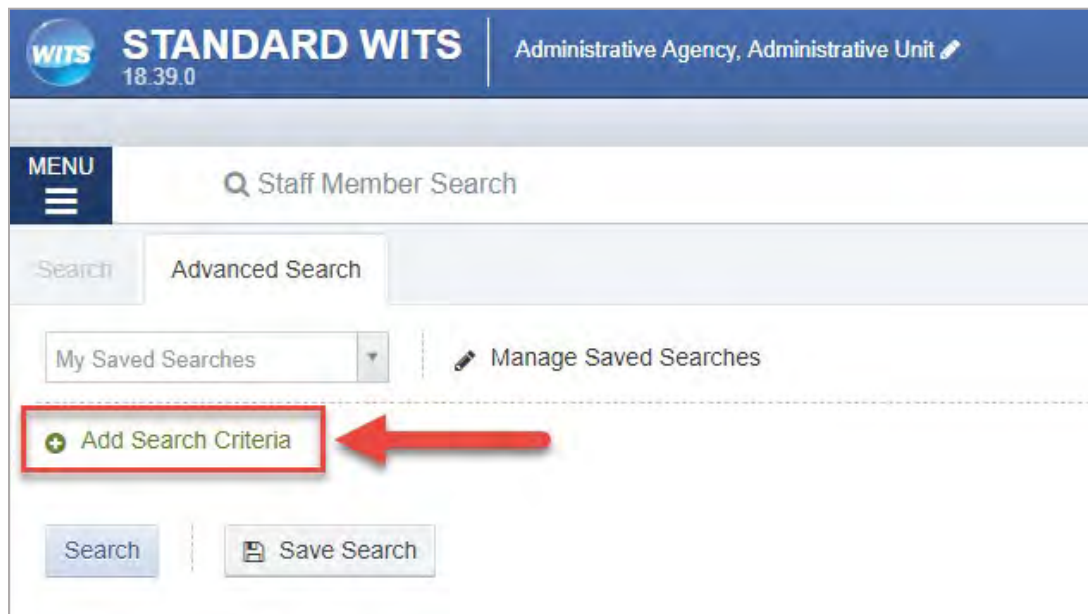 WITS
STANDARD WITS
18.39.0
Administrative Agency, Administrative Unit
MENU
Staff Member Search
Search
Advanced Search
My Saved Searches
Manage Saved Searches
Add Search Criteria
Search
Save Search